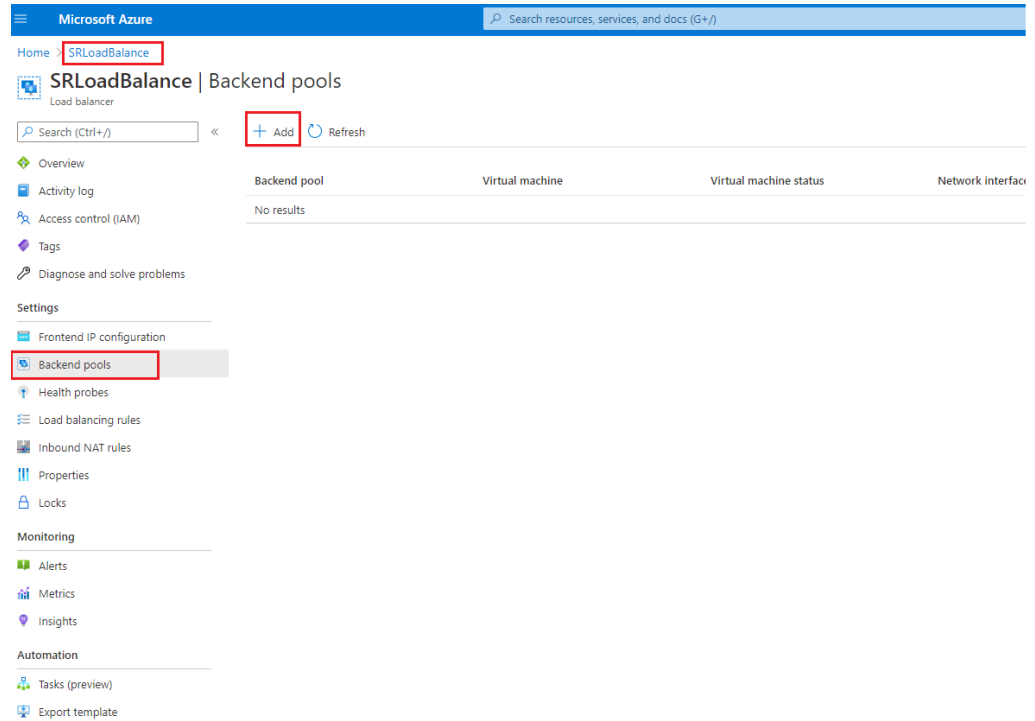 Microsoft Azure
Search resources, services, and docs (G+/)
Home > SRLoadBalance
SRLoadBalance | Backend pools
Load balancer
Search (Ctrl+/)
«
+ Add
Refresh
Overview
Activity log
Access control (IAM)
Tags
Diagnose and solve problems
Settings
Frontend IP configuration
Backend pools
Health probes
Load balancing rules
Inbound NAT rules
Properties
Locks
Monitoring
Alerts
Metrics
Insights
Automation
Tasks (preview)
Export template
Backend pool Virtual machine Virtual machine status Network interface
No results